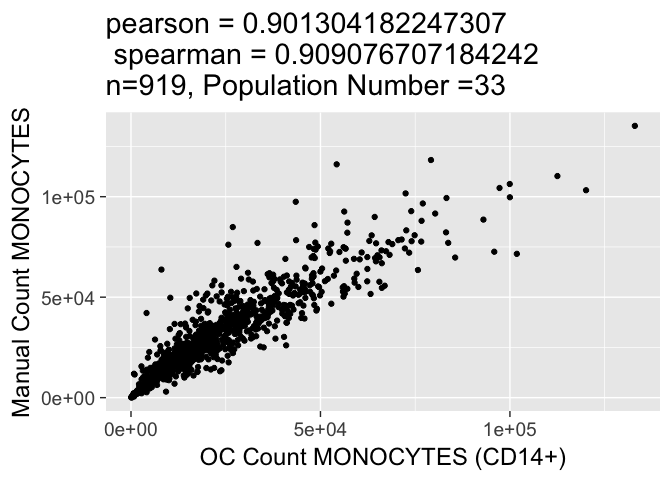 pearson = 0.901304182247307
spearman = 0.909076707184242
n=919, Population Number =33
Manual Count MONOCYTES
1e+05
5e+04
0e+00
0e+00 5e+04 1e+05
OC Count MONOCYTES (CD14+)